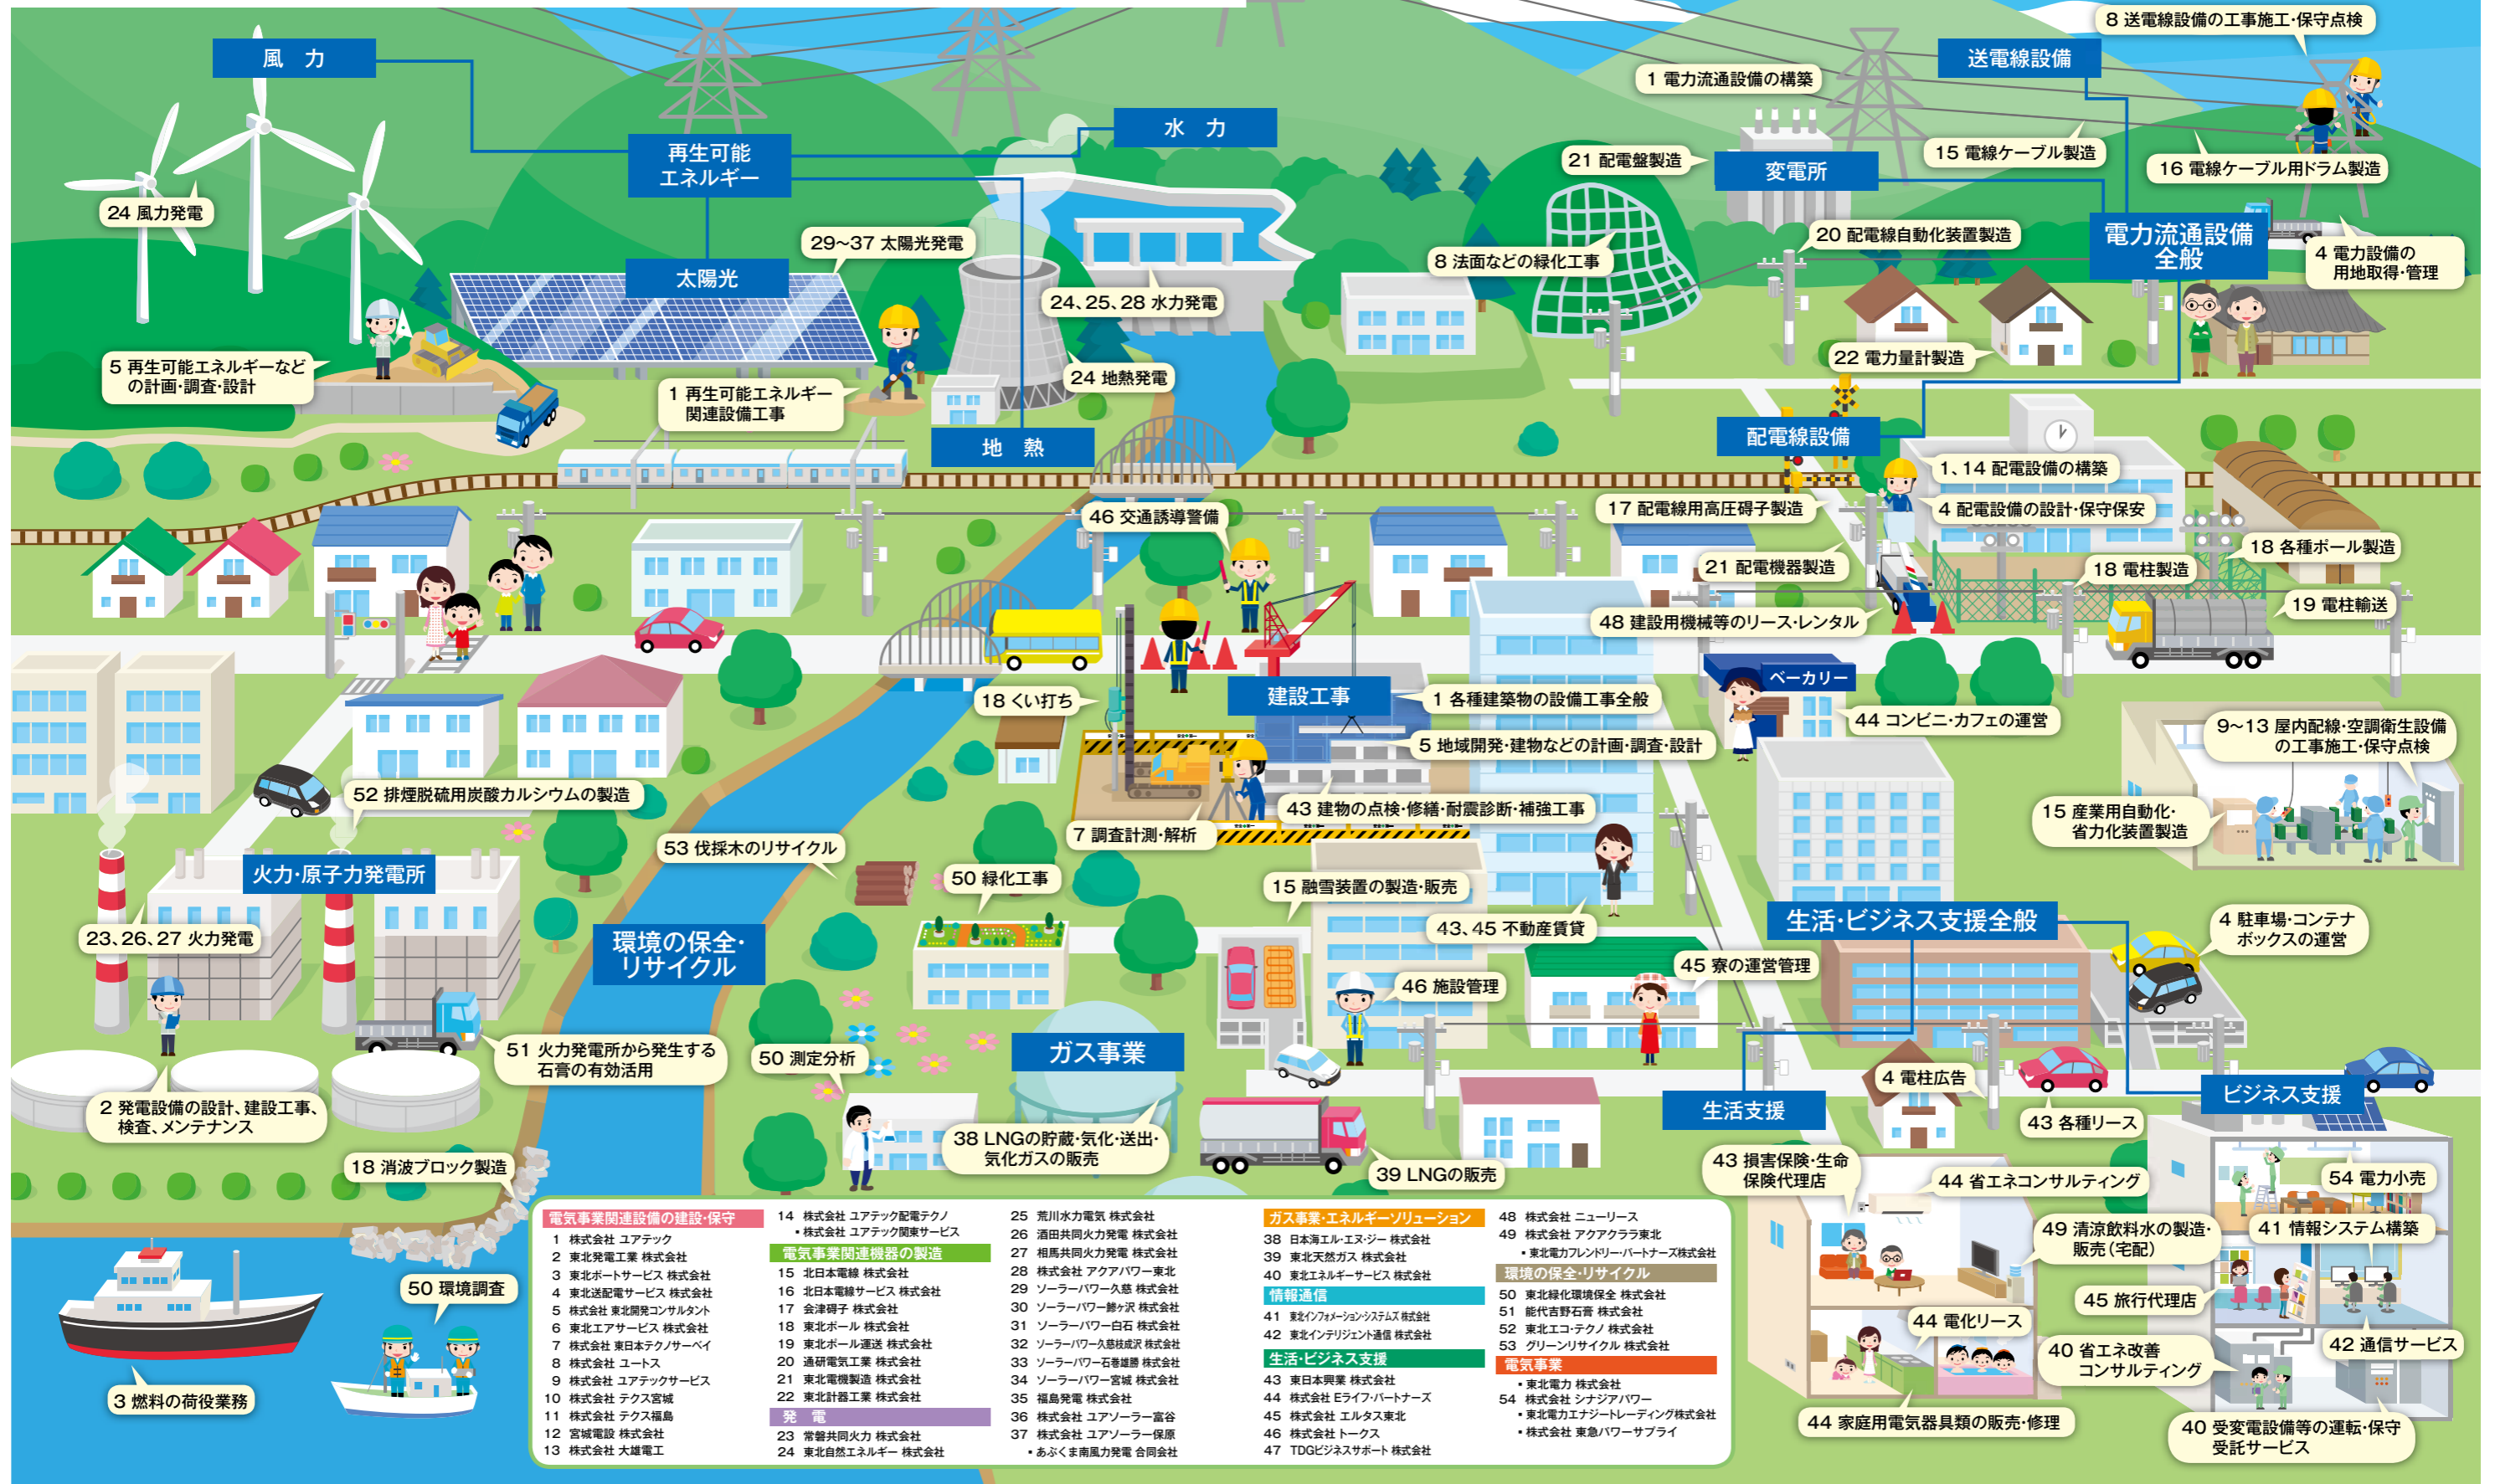 風 力
8 送電線設備の工事施工・保守点検
送電線設備
1 電力流通設備の構築
水 力
再生可能
エネルギー
15 電線ケーブル製造
16 電線ケーブル用ドラム製造
21 配電盤製造
変電所
24 風力発電
29〜37 太陽光発電
20 配電線自動化装置製造
電力流通設備
全般
4 電力設備の
用地取得・管理
太陽光
8 法面などの緑化工事
24、25、28 水力発電
5 再生可能エネルギーなど
の計画・調査・設計
22 電力量計製造
24 地熱発電
1 再生可能エネルギー
関連設備工事
地 熱
配電線設備
1、14 配電設備の構築
17 配電線用高圧碍子製造
4 配電設備の設計・保守保安
46 交通誘導警備
18 各種ポール製造
21 配電機器製造
18 電柱製造
19 電柱輸送
48 建設用機械等のリース・レンタル
ベーカリー
18 くい打ち
建設工事
1 各種建築物の設備工事全般
44 コンビニ・カフェの運営
5 地域開発・建物などの計画・調査・設計
9〜13 屋内配線・空調衛生設備
の工事施工・保守点検
52 排煙脱硫用炭酸カルシウムの製造
43 建物の点検・修繕・耐震診断・補強工事
7 調査計測・解析
15 産業用自動化・
省力化装置製造
53 伐採木のリサイクル
火力・原子力発電所
50 緑化工事
15 融雪装置の製造・販売
43、45 不動産賃貸
生活・ビジネス支援全般
4 駐車場・コンテナ
ボックスの運営
23、26、27 火力発電
環境の保全・
リサイクル
45 寮の運営管理
46 施設管理
51 火力発電所から発生する
石膏の有効活用
50 測定分析
ガス事業
2 発電設備の設計、建設工事、
検査、メンテナンス
4 電柱広告
生活支援
ビジネス支援
43 各種リース
38 LNGの貯蔵・気化・送出・
気化ガスの販売
39 LNGの販売
18 消波ブロック製造
43 損害保険・生命
保険代理店
44 省エネコンサルティング
54 電力小売
49 清涼飲料水の製造・
販売(宅配)
41 情報システム構築
50 環境調査
45 旅行代理店
44 電化リース
42 通信サービス
40 省エネ改善
コンサルティング
3 燃料の荷役業務
44 家庭用電気器具類の販売・修理
40 受変電設備等の運転・保守
受託サービス
電気事業関連設備の建設・保守
1 株式会社 ユアテック
2 東北発電工業 株式会社
3 東北ポートサービス 株式会社
4 東北送配電サービス 株式会社
5 株式会社 東北開発コンサルタント
6 東北エアサービス 株式会社
7 株式会社 東日本テクノサーベイ
8 株式会社 ユートス
9 株式会社 ユアテックサービス
10 株式会社 テクス宮城
11 株式会社 テクス福島
12 宮城電設 株式会社
13 株式会社 大雄電工
14 株式会社 ユアテック配電テクノ
▪ 株式会社 ユアテック関東サービス
電気事業関連機器の製造
15 北日本電線 株式会社
16 北日本電線サービス 株式会社
17 会津碍子 株式会社
18 東北ポール 株式会社
19 東北ポール運送 株式会社
20 通研電気工業 株式会社
21 東北電機製造 株式会社
22 東北計器工業 株式会社
発 電
23 常磐共同火力 株式会社
24 東北自然エネルギー 株式会社
25 荒川水力電気 株式会社
26 酒田共同火力発電 株式会社
27 相馬共同火力発電 株式会社
28 株式会社 アクアパワー東北
29 ソーラーパワー久慈 株式会社
30 ソーラーパワー鰺ヶ沢 株式会社
31 ソーラーパワー白石 株式会社
32 ソーラーパワー久慈枝成沢 株式会社
33 ソーラーパワー石巻雄勝 株式会社
34 ソーラーパワー宮城 株式会社
35 福島発電 株式会社
36 株式会社 ユアソーラー富谷
37 株式会社 ユアソーラー保原
▪ あぶくま南風力発電 合同会社
ガス事業・エネルギーソリューション
38 日本海エル・エヌ・ジー 株式会社
39 東北天然ガス 株式会社
40 東北エネルギーサービス 株式会社
情報通信
41 東北インフォメーション・システムズ 株式会社
42 東北インテリジェント通信 株式会社
生活・ビジネス支援
43 東日本興業 株式会社
44 株式会社 Eライフ・パートナーズ
45 株式会社 エルタス東北
46 株式会社 トークス
47 TDGビジネスサポート 株式会社
48 株式会社 ニューリース
49 株式会社 アクアクララ東北
▪ 東北電力フレンドリー・パートナーズ株式会社
環境の保全・リサイクル
50 東北緑化環境保全 株式会社
51 能代吉野石膏 株式会社
52 東北エコ・テクノ 株式会社
53 グリーンリサイクル 株式会社
電気事業
▪ 東北電力 株式会社
54 株式会社 シナジアパワー
▪ 東北電力エナジートレーディング株式会社
▪ 株式会社 東急パワーサプライ